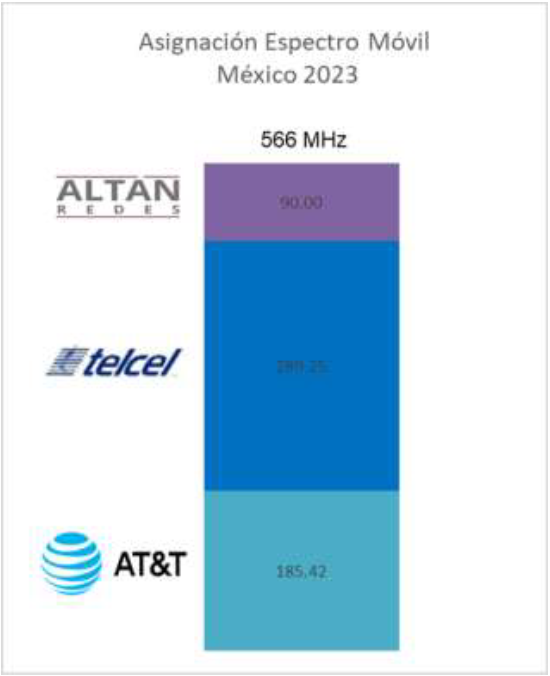 Asignación Espectro Móvil
México 2023
566 MHz
ALTAN
REDES
90.00
telcel
AT&T
185.42